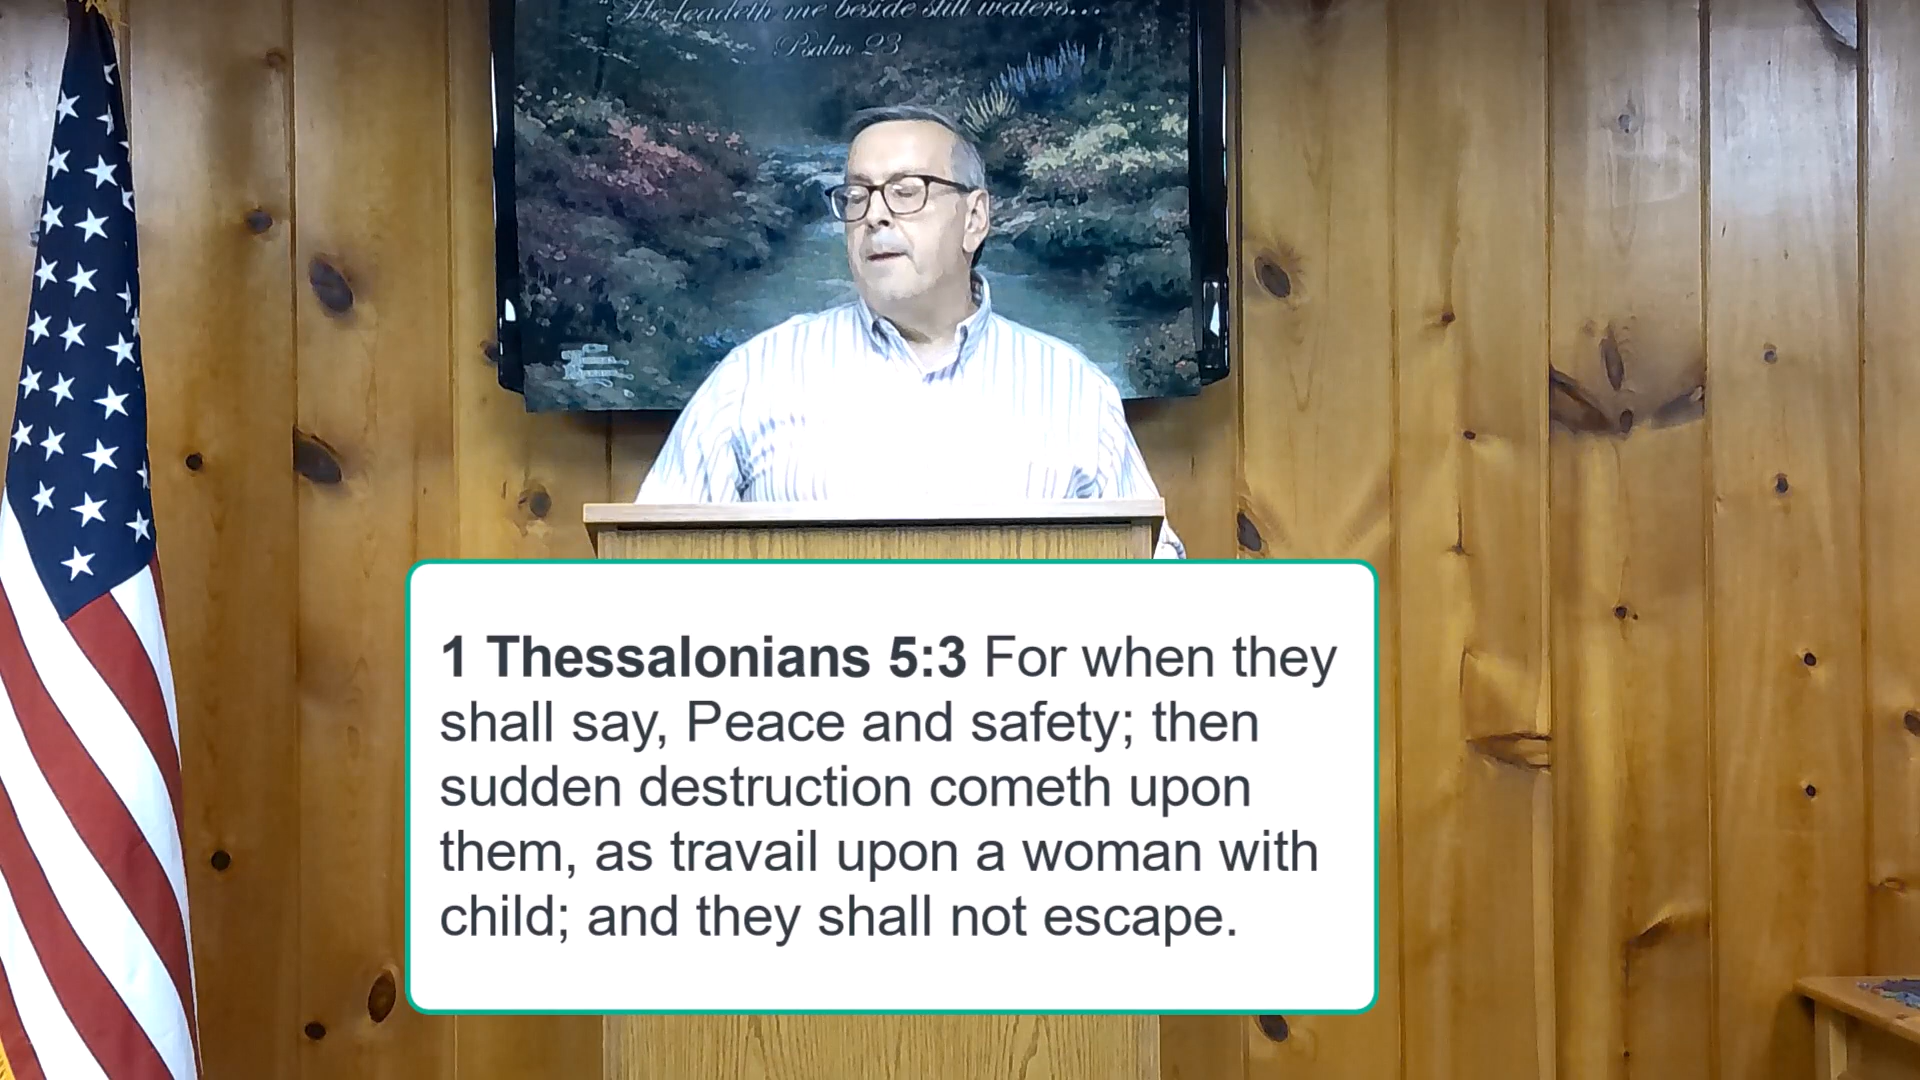 "He leadeth me beside still waters...
Psalm 23
1 Thessalonians 5:3 For when they
shall say, Peace and safety; then
sudden destruction cometh upon
them, as travail upon a woman with
child; and they shall not escape.